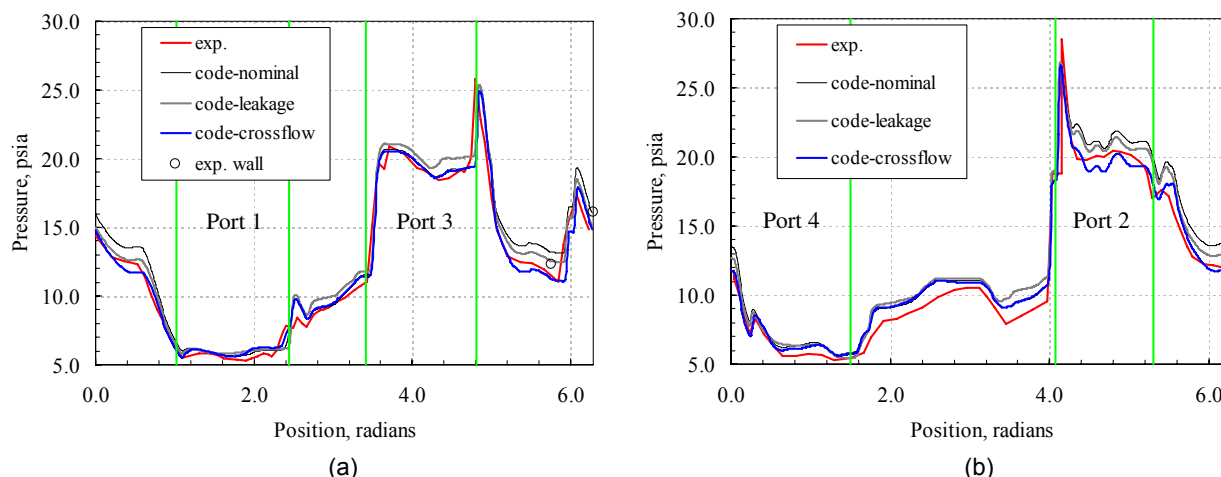 30.0
25.0
20.0
15.0
10.0
5.0
Pressure, psia
exp.
code-nominal
code-leakage
code-crossflow
exp. wall
Port 1
Port 3
0.0 2.0 4.0 6.0
Position, radians
(a)
30.0
25.0
20.0
15.0
10.0
5.0
Pressure, psia
exp.
code-nominal
code-leakage
code-crossflow
Port 4
Port 2
0.0 2.0 4.0 6.0
Position, radians
(b)